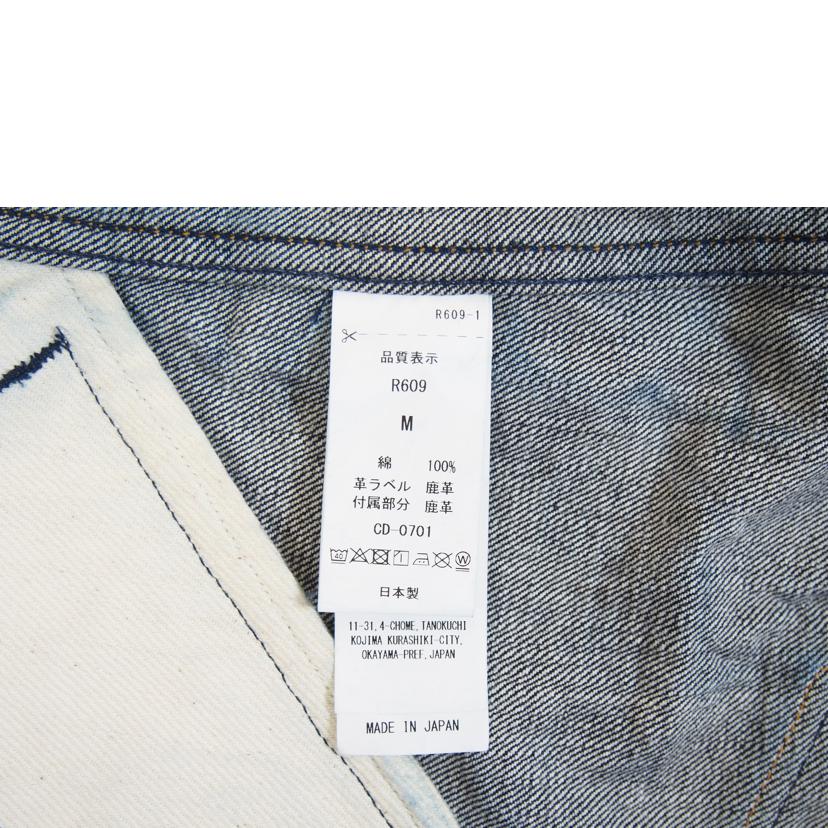 R609-1
品質表示
R609
M
綿 100%
革ラベル 鹿革
付属部分 鹿革
CD-0701
40
W
日本製
11-31,4-CHOME,TANOKUCHI
KOJIMA KURASHIKI-CITY,
OKAYAMA-PREF,JAPAN
MADE IN JAPAN